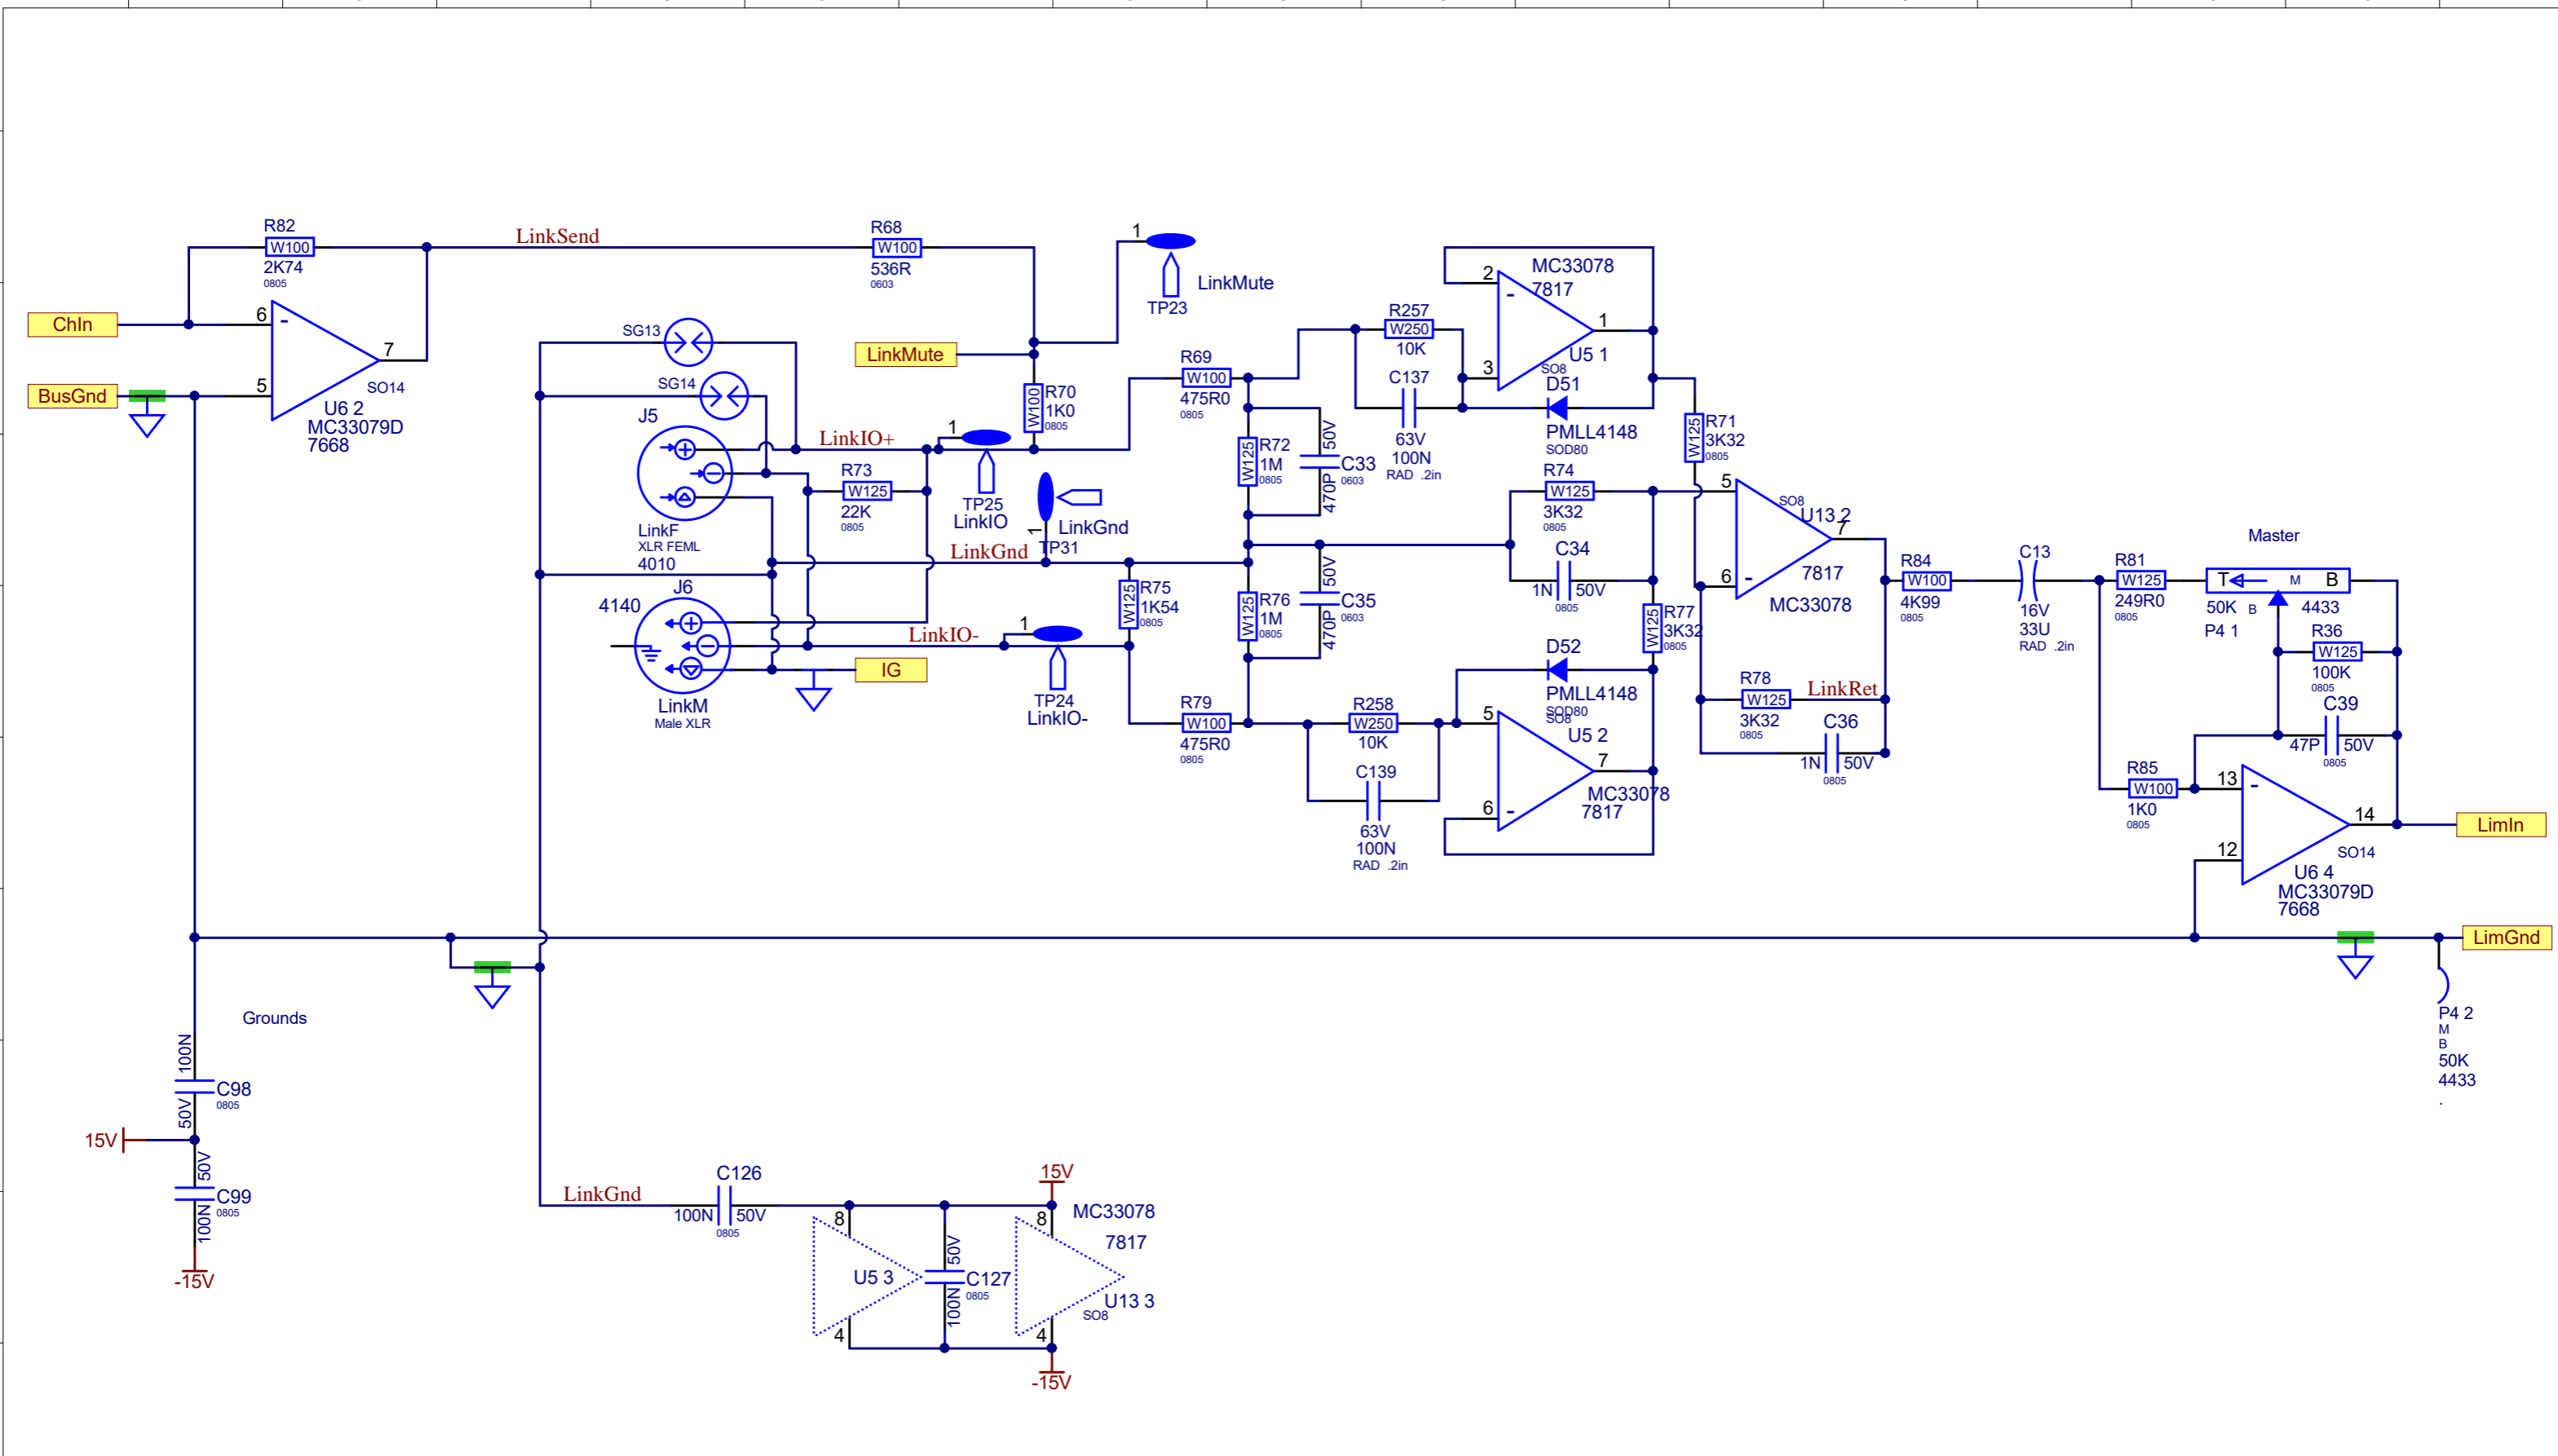 R82
W100
2K74
0805
LinkSend
R68
W100
536R
0603
1
LinkMute
TP23
ChIn
6
-
7
5
SO14
U6 2
MC33079D
7668
BusGnd
SG13
SG14
LinkMute
J5
LinkF
XLR FEML
4010
LinkIO+
R73
W125
22K
0805
1
TP25
LinkIO
R70
W100
1K0
0805
LinkGnd
1
TP31
LinkGnd
J6
4140
LinkM
Male XLR
LinkIO-
IG
1
TP24
LinkIO-
R75
W125
1K54
0805
R69
W100
475R0
0805
R72
W125
1M
0805
50V
C33
0603
470P
R76
W125
1M
0805
50V
C35
0603
470P
R79
W100
475R0
0805
R257
W250
10K
C137
63V
100N
RAD .2in
MC33078
7817
2
-
3
1
U5 1
SO8
D51
PMLL4148
SOD80
R74
W125
3K32
0805
C34
1N
50V
0805
R71
W125
3K32
0805
R77
W125
3K32
0805
D52
PMLL4148
SOD80
SO8
U5 2
R258
W250
10K
C139
63V
100N
RAD .2in
5
6
-
7
MC33078
7817
5
SO8
U13 2
7
6
-
7817
MC33078
R78
W125
3K32
0805
LinkRet
C36
1N
50V
0805
R84
W100
4K99
0805
C13
16V
33U
RAD .2in
R81
W125
249R0
0805
Master
T
M
B
50K
B
4433
P4 1
R36
W125
100K
0805
C39
47P
50V
0805
R85
W100
1K0
0805
13
-
12
14
SO14
U6 4
MC33079D
7668
LimIn
LimGnd
P4 2
M
B
50K
4433
.
Grounds
100N
C98
0805
50V
15V
50V
C99
0805
100N
-15V
LinkGnd
C126
100N
50V
0805
8
U5 3
4
50V
C127
0805
100N
15V
8
MC33078
7817
U13 3
SO8
4
-15V